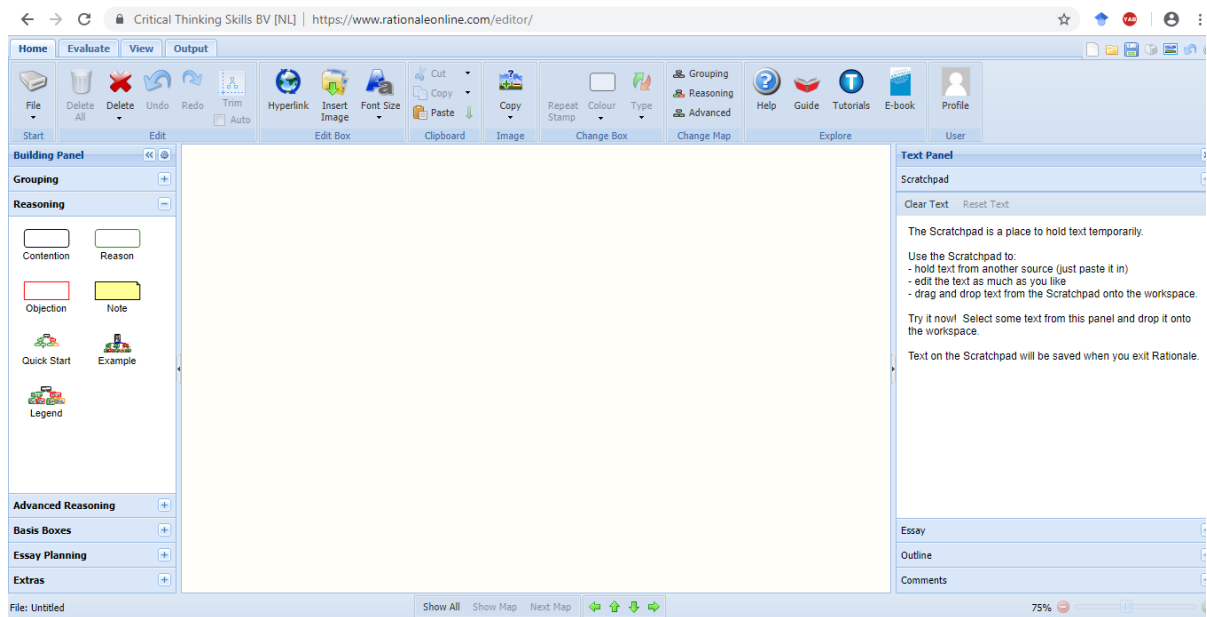 Critical Thinking Skills BV [NL] | https://www.rationaleonline.com/editor/
YAB
Home Evaluate View Output
File Delete All Delete Undo Redo Trim Auto Hyperlink Insert Image Font Size Cut Copy Paste Copy Repeat Stamp Colour Type Grouping Reasoning Advanced Help Guide Tutorials E-book Profile
Start Edit Edit Box Clipboard Image Change Box Change Map Explore User
Building Panel
Grouping
Reasoning
Contention Reason
Objection Note
Quick Start Example
Legend
Advanced Reasoning
Basis Boxes
Essay Planning
Extras
Text Panel
Scratchpad
Clear Text Reset Text
The Scratchpad is a place to hold text temporarily.
Use the Scratchpad to:
- hold text from another source (just paste it in)
- edit the text as much as you like
- drag and drop text from the Scratchpad onto the workspace.
Try it now! Select some text from this panel and drop it onto
the workspace.
Text on the Scratchpad will be saved when you exit Rationale.
Essay
Outline
Comments
File: Untitled Show All Show Map Next Map 75%